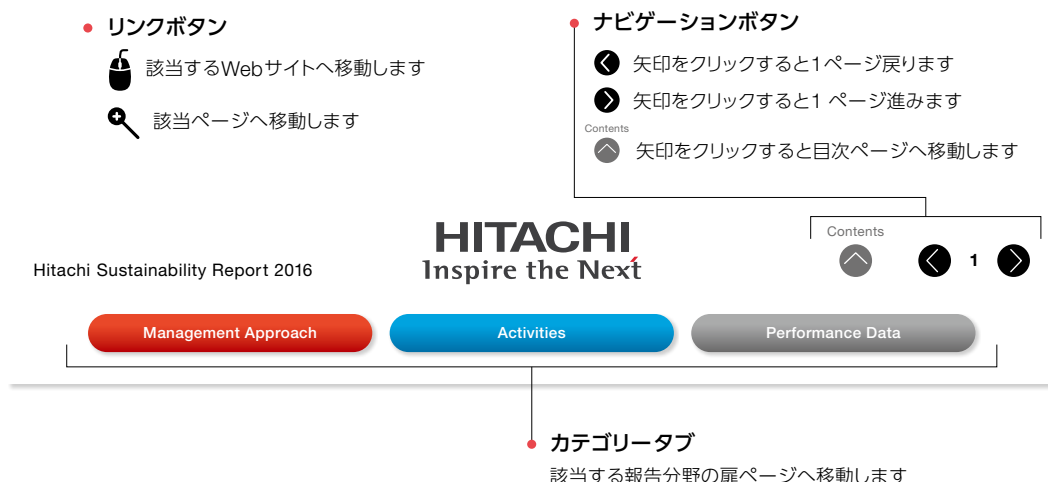 リンクボタン
該当するWebサイトへ移動します
該当ページへ移動します
ナビゲーションボタン
矢印をクリックすると1ページ戻ります
矢印をクリックすると1 ページ進みます
Contents
矢印をクリックすると目次ページへ移動します
Hitachi Sustainability Report 2016
HITACHI
Inspire the Next
Contents
1
Management Approach
Activities
Performance Data
カテゴリータブ
該当する報告分野の扉ページへ移動します